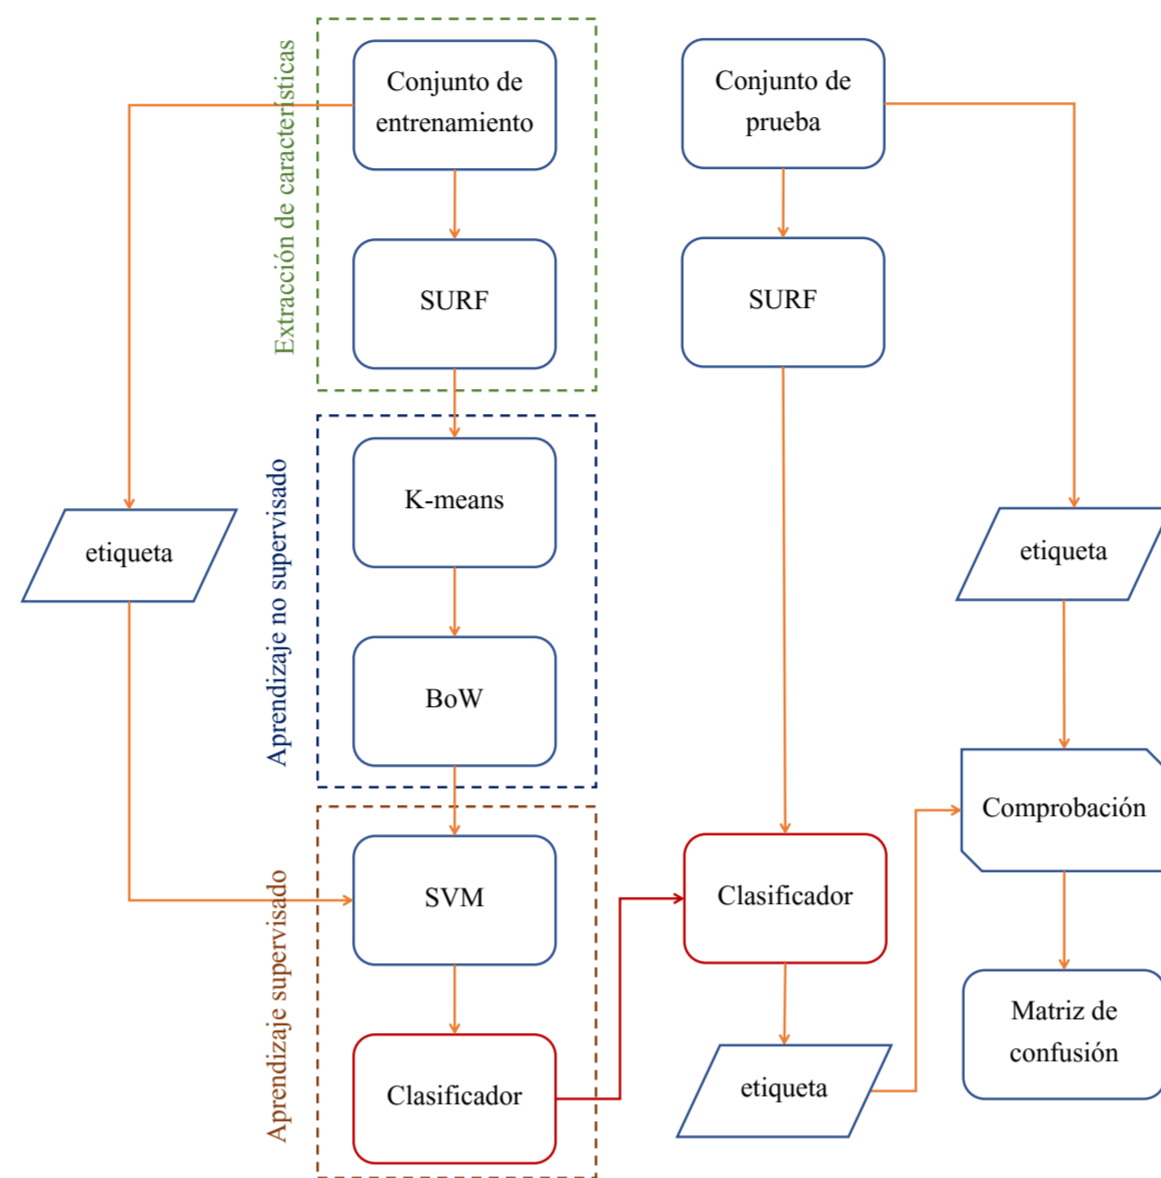 Extracción de características
Conjunto de
entrenamiento
SURF
Aprendizaje no supervisado
K-means
BoW
etiqueta
Aprendizaje supervisado
SVM
Clasificador
Conjunto de
prueba
SURF
Clasificador
etiqueta
etiqueta
Comprobación
Matriz de
confusión